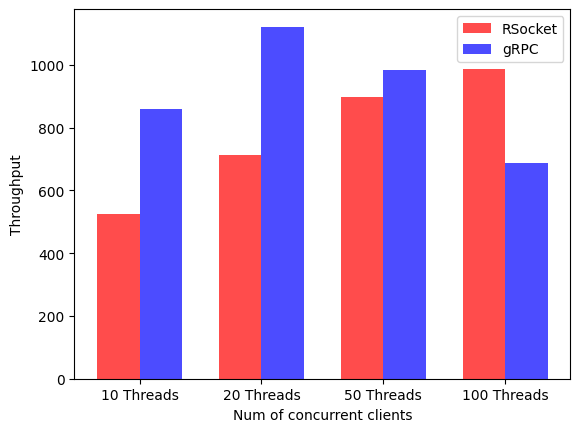 RSocket
gRPC
1000
800
600
400
200
0
Throughput
10 Threads 20 Threads 50 Threads 100 Threads
Num of concurrent clients